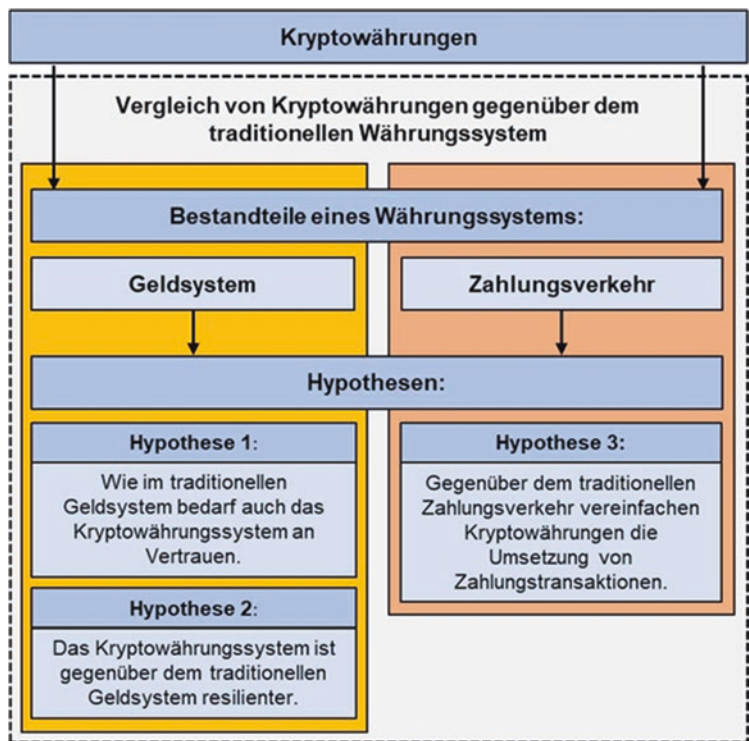 Kryptowährungen
Vergleich von Kryptowährungen gegenüber dem
traditionellen Währungssystem
Bestandteile eines Währungssystems:
Geldsystem
Zahlungsverkehr
Hypothesen:
Hypothese 1:
Wie im traditionellen
Geldsystem bedarf auch das
Kryptowährungssystem an
Vertrauen.
Hypothese 2:
Das Kryptowährungssystem ist
gegenüber dem traditionellen
Geldsystem resilienter.
Hypothese 3:
Gegenüber dem traditionellen
Zahlungsverkehr vereinfachen
Kryptowährungen die
Umsetzung von
Zahlungstransaktionen.